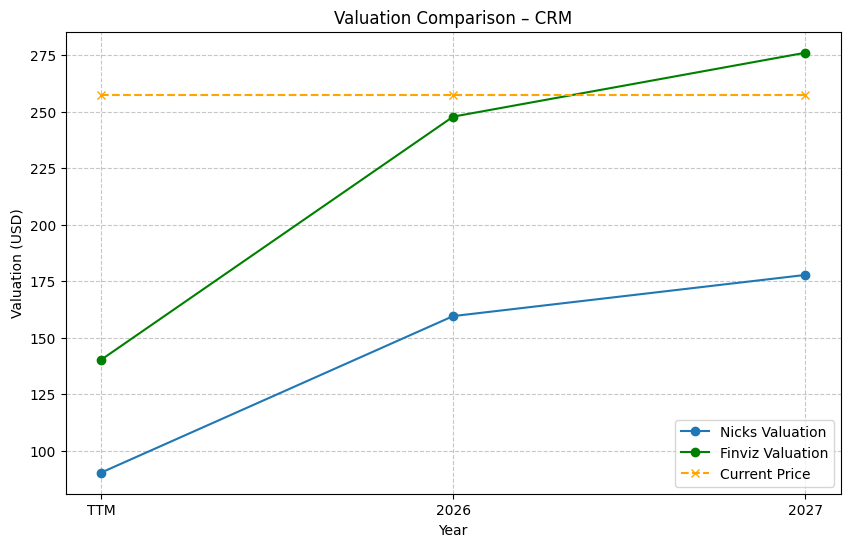 Valuation Comparison – CRM
Valuation (USD)
275
250
225
200
175
150
125
100
TTM
2026
2027
Year
Nicks Valuation
Finviz Valuation
Current Price